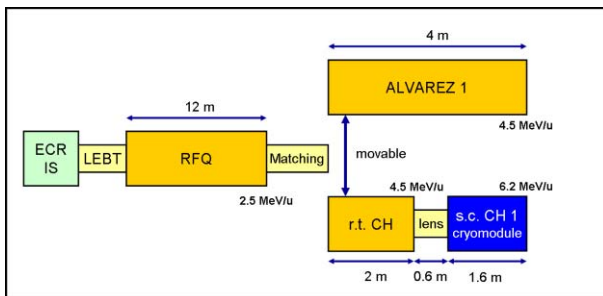 4 m
ALVAREZ 1
4.5 MeV/u
12 m
ECR
IS
LEBT
RFQ
Matching
2.5 MeV/u
movable
4.5 MeV/u
6.2 MeV/u
r.t. CH
lens
s.c. CH 1
cryomodule
2 m
0.6 m
1.6 m